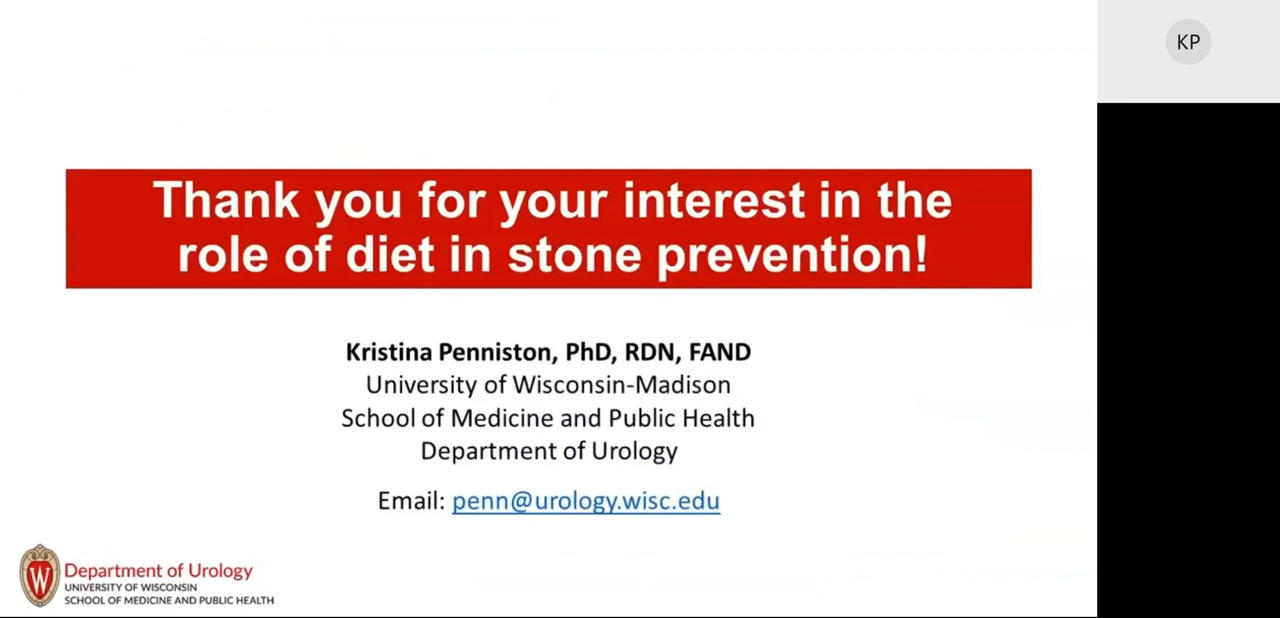 KP
Thank you for your interest in the
role of diet in stone prevention!
Kristina Penniston, PhD, RDN, FAND
University of Wisconsin-Madison
School of Medicine and Public Health
Department of Urology
Email: penn@urology.wisc.edu
W
Department of Urology
UNIVERSITY OF WISCONSIN
SCHOOL OF MEDICINE AND PUBLIC HEALTH